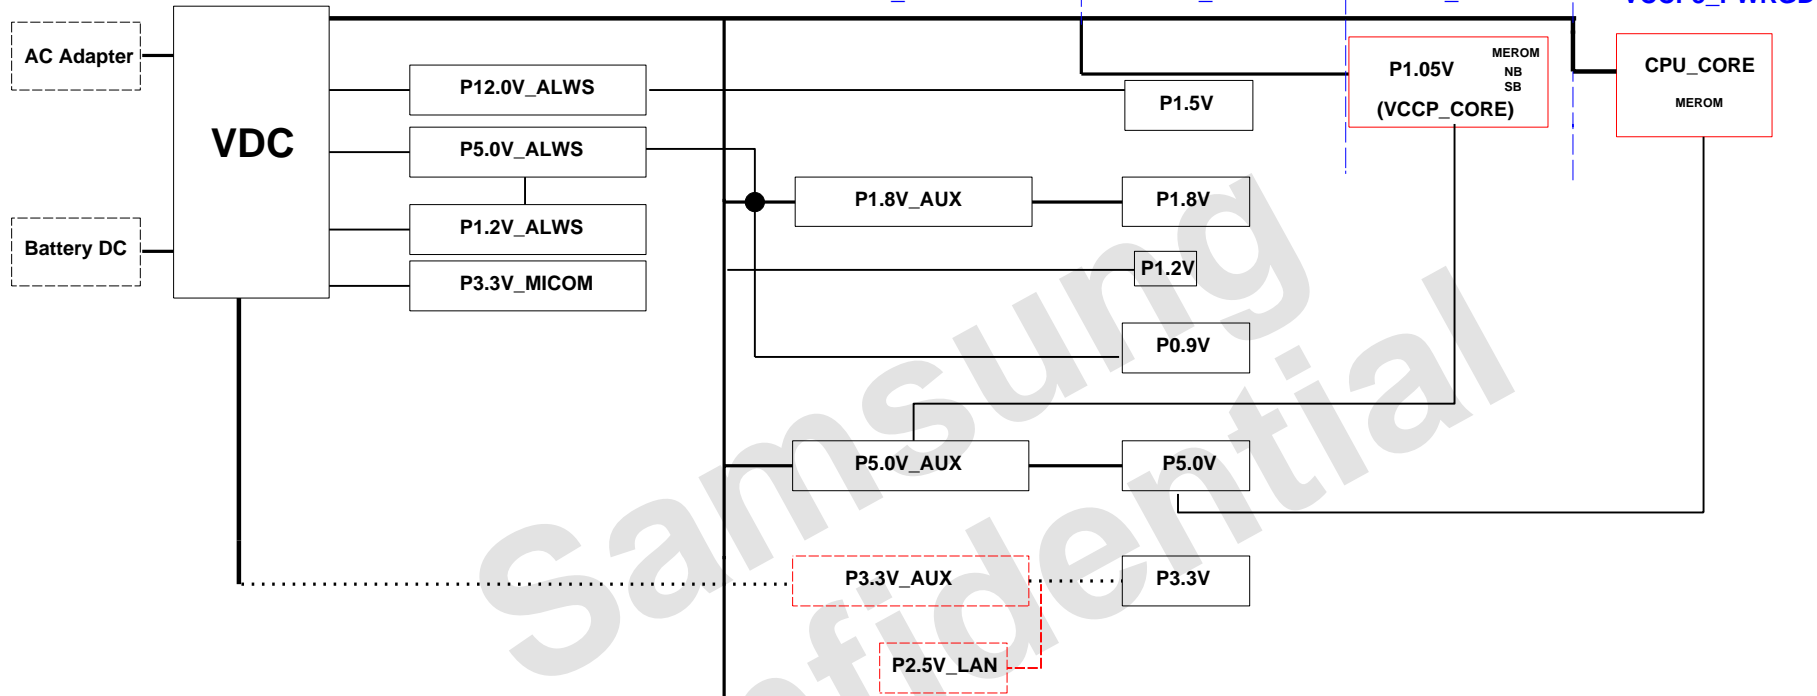 AC Adapter
VDC
Battery DC
P12.0V_ALWS
P5.0V_ALWS
P1.2V_ALWS
P3.3V_MICOM
P1.5V
P1.05V
MEROM
NB
SB
(VCCP_CORE)
CPU_CORE
MEROM
P1.8V_AUX
P1.8V
P1.2V
P0.9V
P5.0V_AUX
P5.0V
P3.3V_AUX
P3.3V
P2.5V_LAN
Samsung